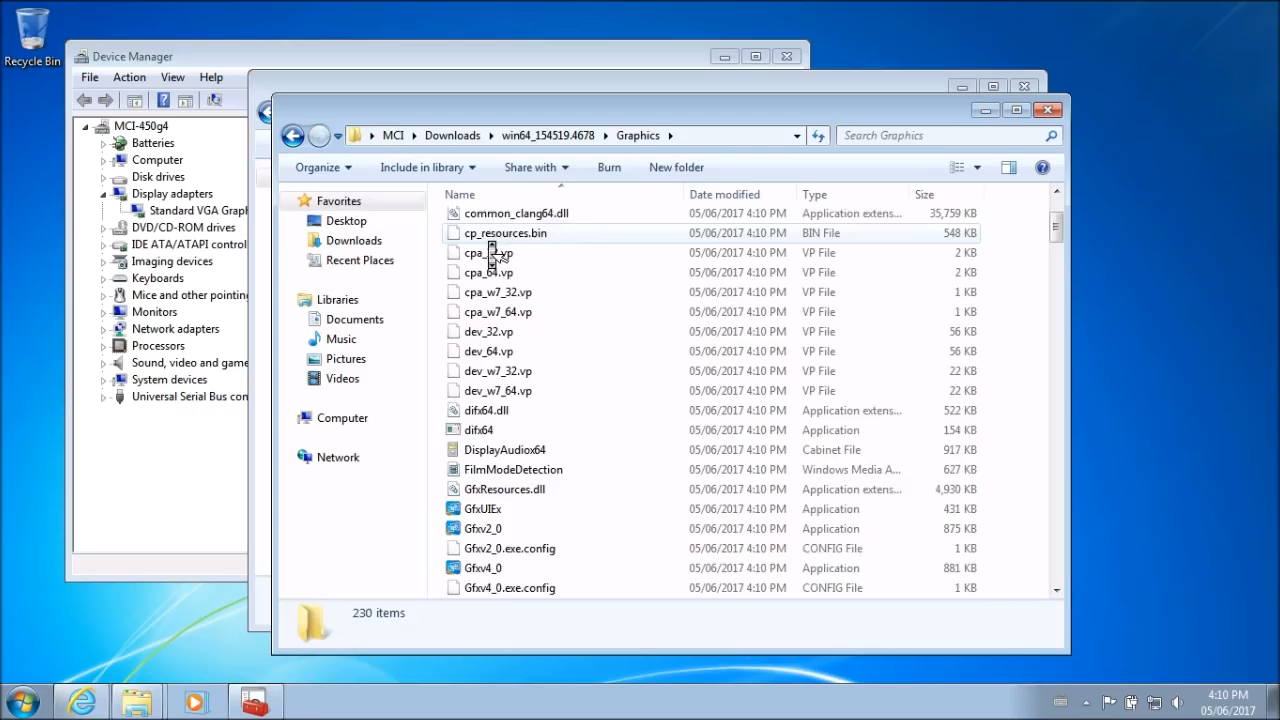 Recycle Bin
Device Manager
File Action View Help
MCI-450g4
Batteries
Computer
Disk drives
Display adapters
Standard VGA Grap
DVD/CD-ROM drives
IDE ATA/ATAPI control
Imaging devices
Keyboards
Mice and other pointing
Monitors
Network adapters
Processors
Sound, video and game
System devices
Universal Serial Bus con
MCI Downloads win64_154519.4678 Graphics
Search Graphics
Organize Include in library Share with Burn New folder
Favorites
Desktop
Downloads
Recent Places
Libraries
Documents
Music
Pictures
Videos
Computer
Network
Name Date modified Type Size
common_clang64.dll 05/06/2017 4:10 PM Application extens... 35,759 KB
cp_resources.bin 05/06/2017 4:10 PM BIN File 548 KB
05/06/2017 4:10 PM VP File 2 KB
cpa_64.vp 05/06/2017 4:10 PM VP File 2 KB
cpa_w7_32.vp 05/06/2017 4:10 PM VP File 1 KB
cpa_w7_64.vp 05/06/2017 4:10 PM VP File 1 KB
dev_32.vp 05/06/2017 4:10 PM VP File 56 KB
dev_64.vp 05/06/2017 4:10 PM VP File 56 KB
dev_w7_32.vp 05/06/2017 4:10 PM VP File 22 KB
dev_w7_64.vp 05/06/2017 4:10 PM VP File 22 KB
difx64.dll 05/06/2017 4:10 PM Application extens... 522 KB
difx64 05/06/2017 4:10 PM Application 154 KB
DisplayAudiox64 05/06/2017 4:10 PM Cabinet File 917 KB
FilmModeDetection 05/06/2017 4:10 PM Windows Media A... 627 KB
GfxResources.dll 05/06/2017 4:10 PM Application extens... 4,930 KB
GfxUIEx 05/06/2017 4:10 PM Application 431 KB
Gfxv2_0 05/06/2017 4:10 PM Application 875 KB
Gfxv2_0.exe.config 05/06/2017 4:10 PM CONFIG File 1 KB
Gfxv4_0 05/06/2017 4:10 PM Application 881 KB
Gfxv4_0.exe.config 05/06/2017 4:10 PM CONFIG File 1 KB
230 items
4:10 PM
05/06/2017